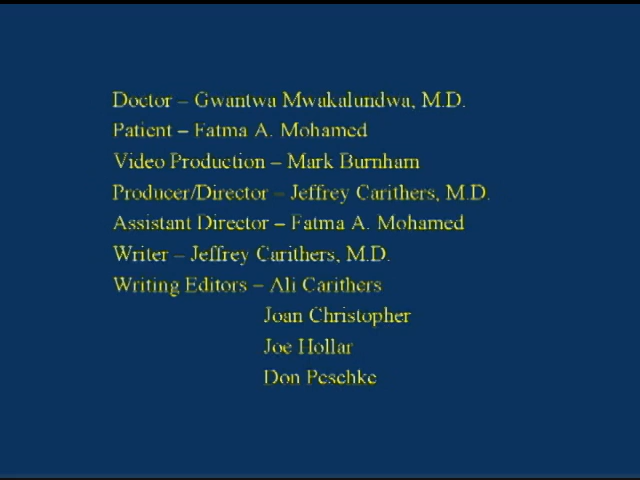 Doctor – Gwantwa Mwakalundwa, M.D.
Patient – Fatma A. Mohamed
Video Production – Mark Burnham
Producer/Director – Jeffrey Carithers, M.D.
Assistant Director – Fatma A. Mohamed
Writer – Jeffrey Carithers, M.D.
Writing Editors – Ali Carithers
Joan Christopher
Joe Hollar
Don Peschke